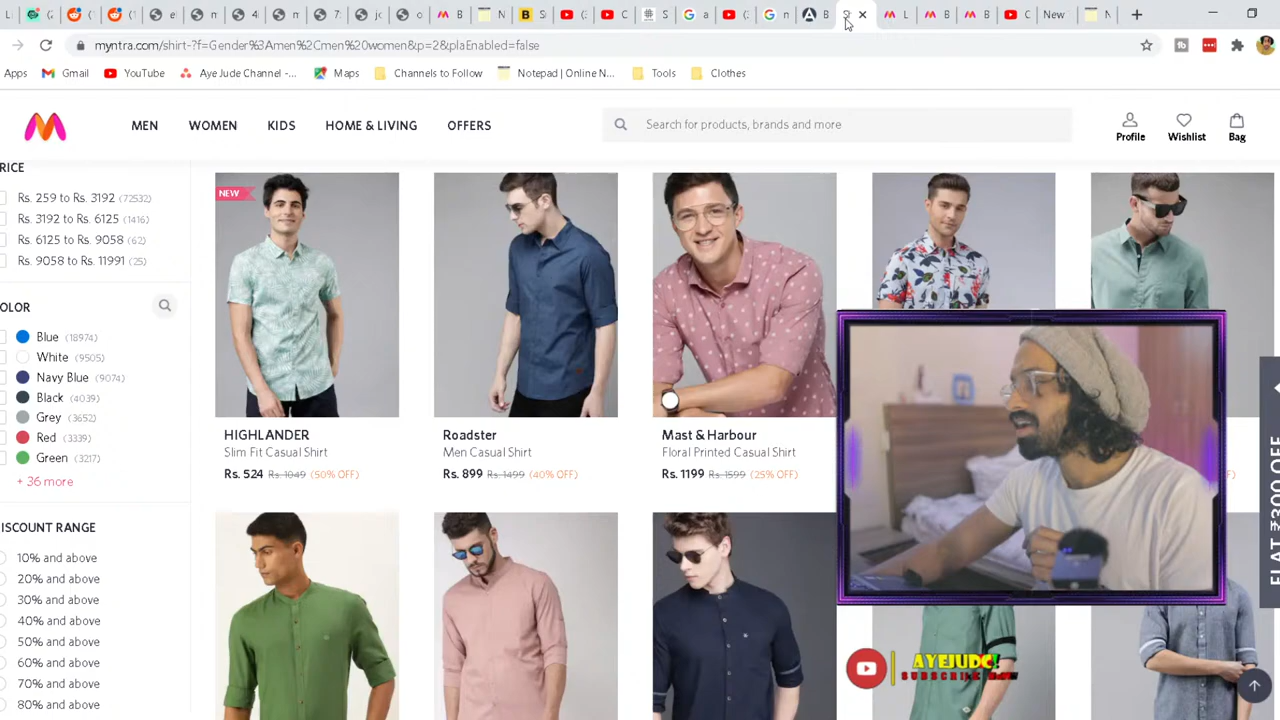 myntra.com/shirt-?f=Gender%3Amen%2Cmen%20women&p=2&plaEnabled=false
Apps
Gmail
YouTube
Aye Jude Channel -...
Maps
Channels to Follow
Notepad | Online N...
Tools
Clothes
MEN
WOMEN
KIDS
HOME & LIVING
OFFERS
Search for products, brands and more
Profile
Wishlist
Bag
RICE
Rs. 259 to Rs. 3192 (72532)
Rs. 3192 to Rs. 6125 (1416)
Rs. 6125 to Rs. 9058 (62)
Rs. 9058 to Rs. 11991 (25)
OLOR
Blue (18974)
White (9505)
Navy Blue (9074)
Black (4039)
Grey (3652)
Red (3339)
Green (3217)
+ 36 more
ISCOUNT RANGE
10% and above
20% and above
30% and above
40% and above
50% and above
60% and above
70% and above
80% and above
NEW
HIGHLANDER
Slim Fit Casual Shirt
Rs. 524 Rs. 1049 (50% OFF)
Roadster
Men Casual Shirt
Rs. 899 Rs. 1499 (40% OFF)
Mast & Harbour
Floral Printed Casual Shirt
Rs. 1199 Rs. 1599 (25% OFF)
FLAT ₹300 OFF
AYEJUDE!
SUBSCRIBE NOW